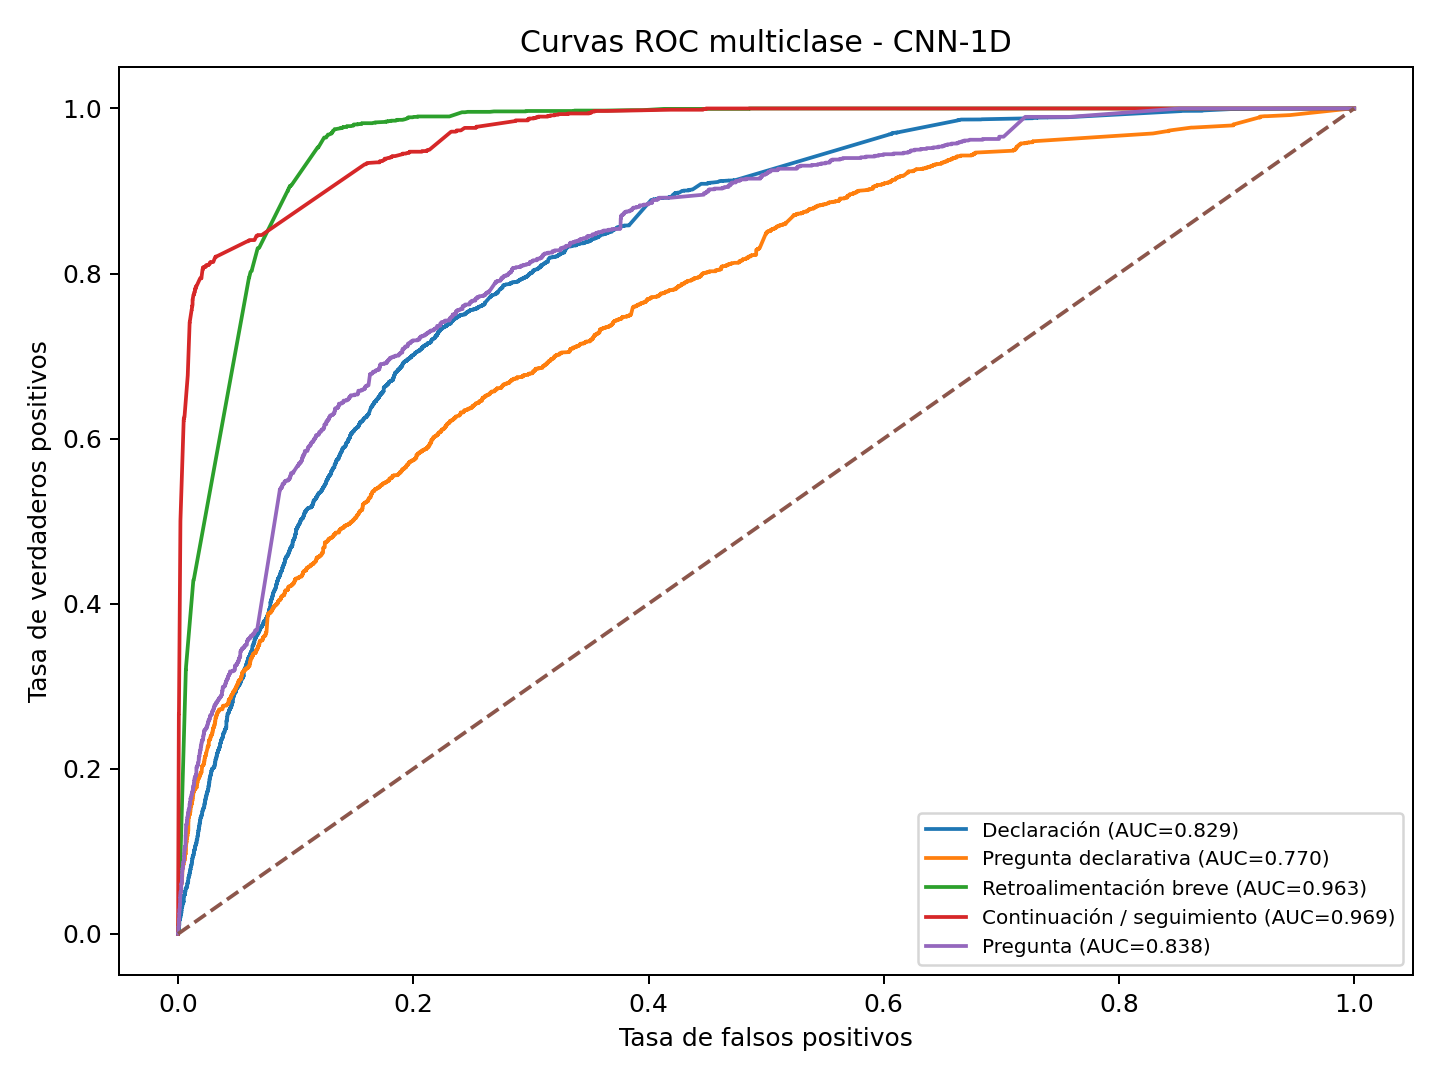 Curvas ROC multiclase - CNN-1D
Tasa de verdaderos positivos
1.0
0.8
0.6
0.4
0.2
0.0
Declaración (AUC=0.829)
Pregunta declarativa (AUC=0.770)
Retroalimentación breve (AUC=0.963)
Continuación / seguimiento (AUC=0.969)
Pregunta (AUC=0.838)
0.0 0.2 0.4 0.6 0.8 1.0
Tasa de falsos positivos